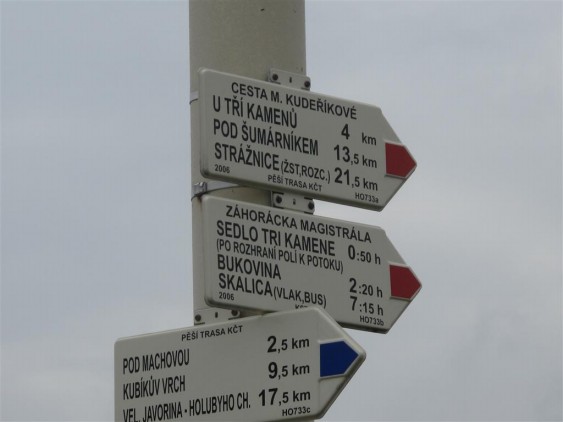 CESTA M. KUDEŘÍKOVÉ
U TŘÍ KAMENŮ 4 km
POD ŠUMÁRNÍKEM 13,5 km
STRÁŽNICE (ŽST,ROZC.) 21,5 km
2006 PĚŠÍ TRASA KČT HO733a
ZÁHORÁCKA MAGISTRÁLA
SEDLO TRI KAMENE 0:50 h
(PO ROZHRANÍ POLÍ K POTOKU)
BUKOVINA 2:20 h
SKALICA (VLAK,BUS) 7:15 h
2006 HO733b
PĚŠÍ TRASA KČT
POD MACHOVOU 2,5 km
KUBÍKŮV VRCH 9,5 km
VEL. JAVORINA - HOLUBYHO CH. 17,5 km
HO733c